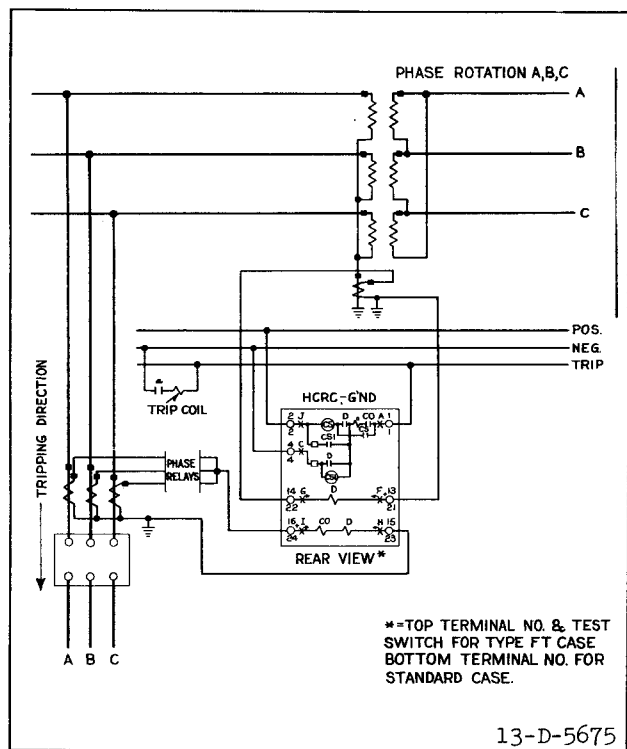 PHASE ROTATION A,B,C
A
B
C
POS.
NEG.
TRIP
a
TRIP COIL
TRIPPING DIRECTION
PHASE
RELAYS
HCRC-G'ND
2 J CS D CO A 1
2 CS 1
4 C CS1
4 D
CSI
14 G D F 13
22 21
16 I CO D H 15
24 23
REAR VIEW*
A B C
*=TOP TERMINAL NO. & TEST
SWITCH FOR TYPE FT CASE
BOTTOM TERMINAL NO. FOR
STANDARD CASE.
13-D-5675